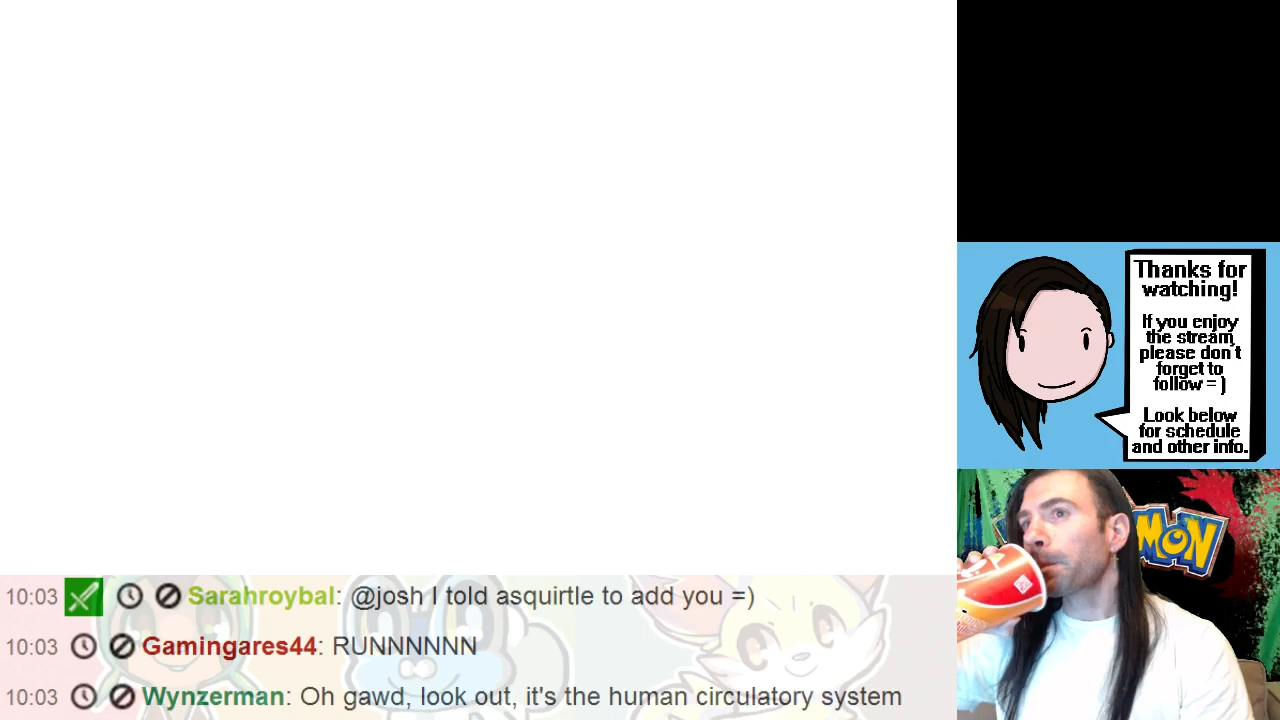 Thanks for
watching!
If you enjoy
the stream,
please don't
forget to
follow =)
Look below
for schedule
and other info.
MON
10:03 Sarahroybal: @josh I told asquirtle to add you =)
10:03 Gamingares44: RUNNNNNN
10:03 Wynzerman: Oh gawd, look out, it's the human circulatory system